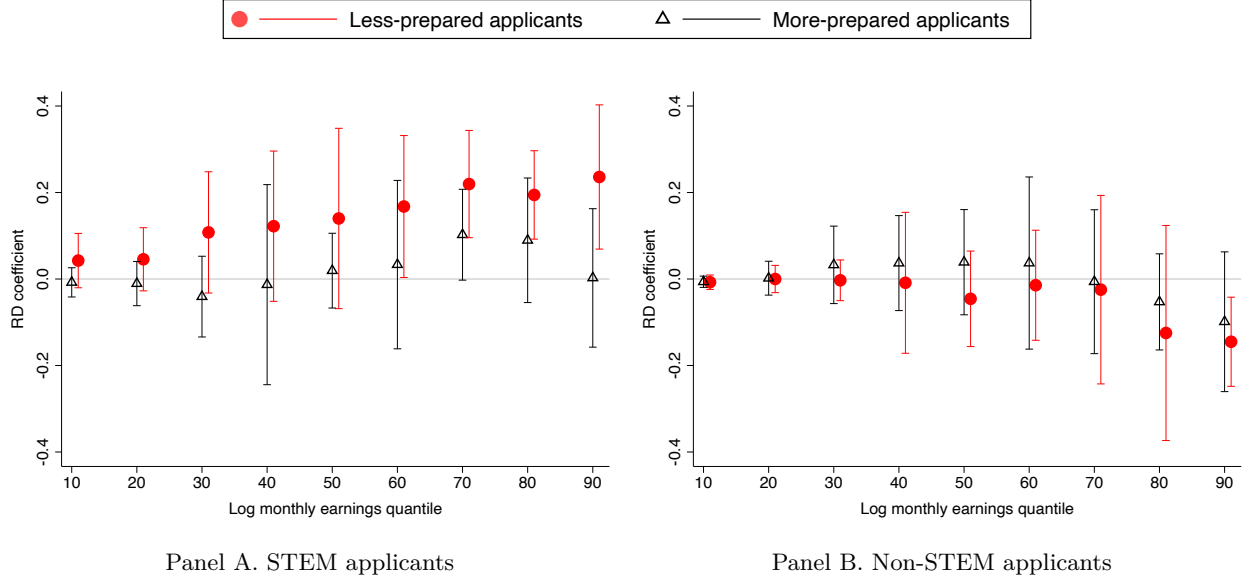 Less-prepared applicants More-prepared applicants
RD coefficient
0.4
0.2
0.0
-0.2
-0.4
10 20 30 40 50 60 70 80 90
Log monthly earnings quantile
Panel A. STEM applicants
RD coefficient
0.4
0.2
0.0
-0.2
-0.4
10 20 30 40 50 60 70 80 90
Log monthly earnings quantile
Panel B. Non-STEM applicants